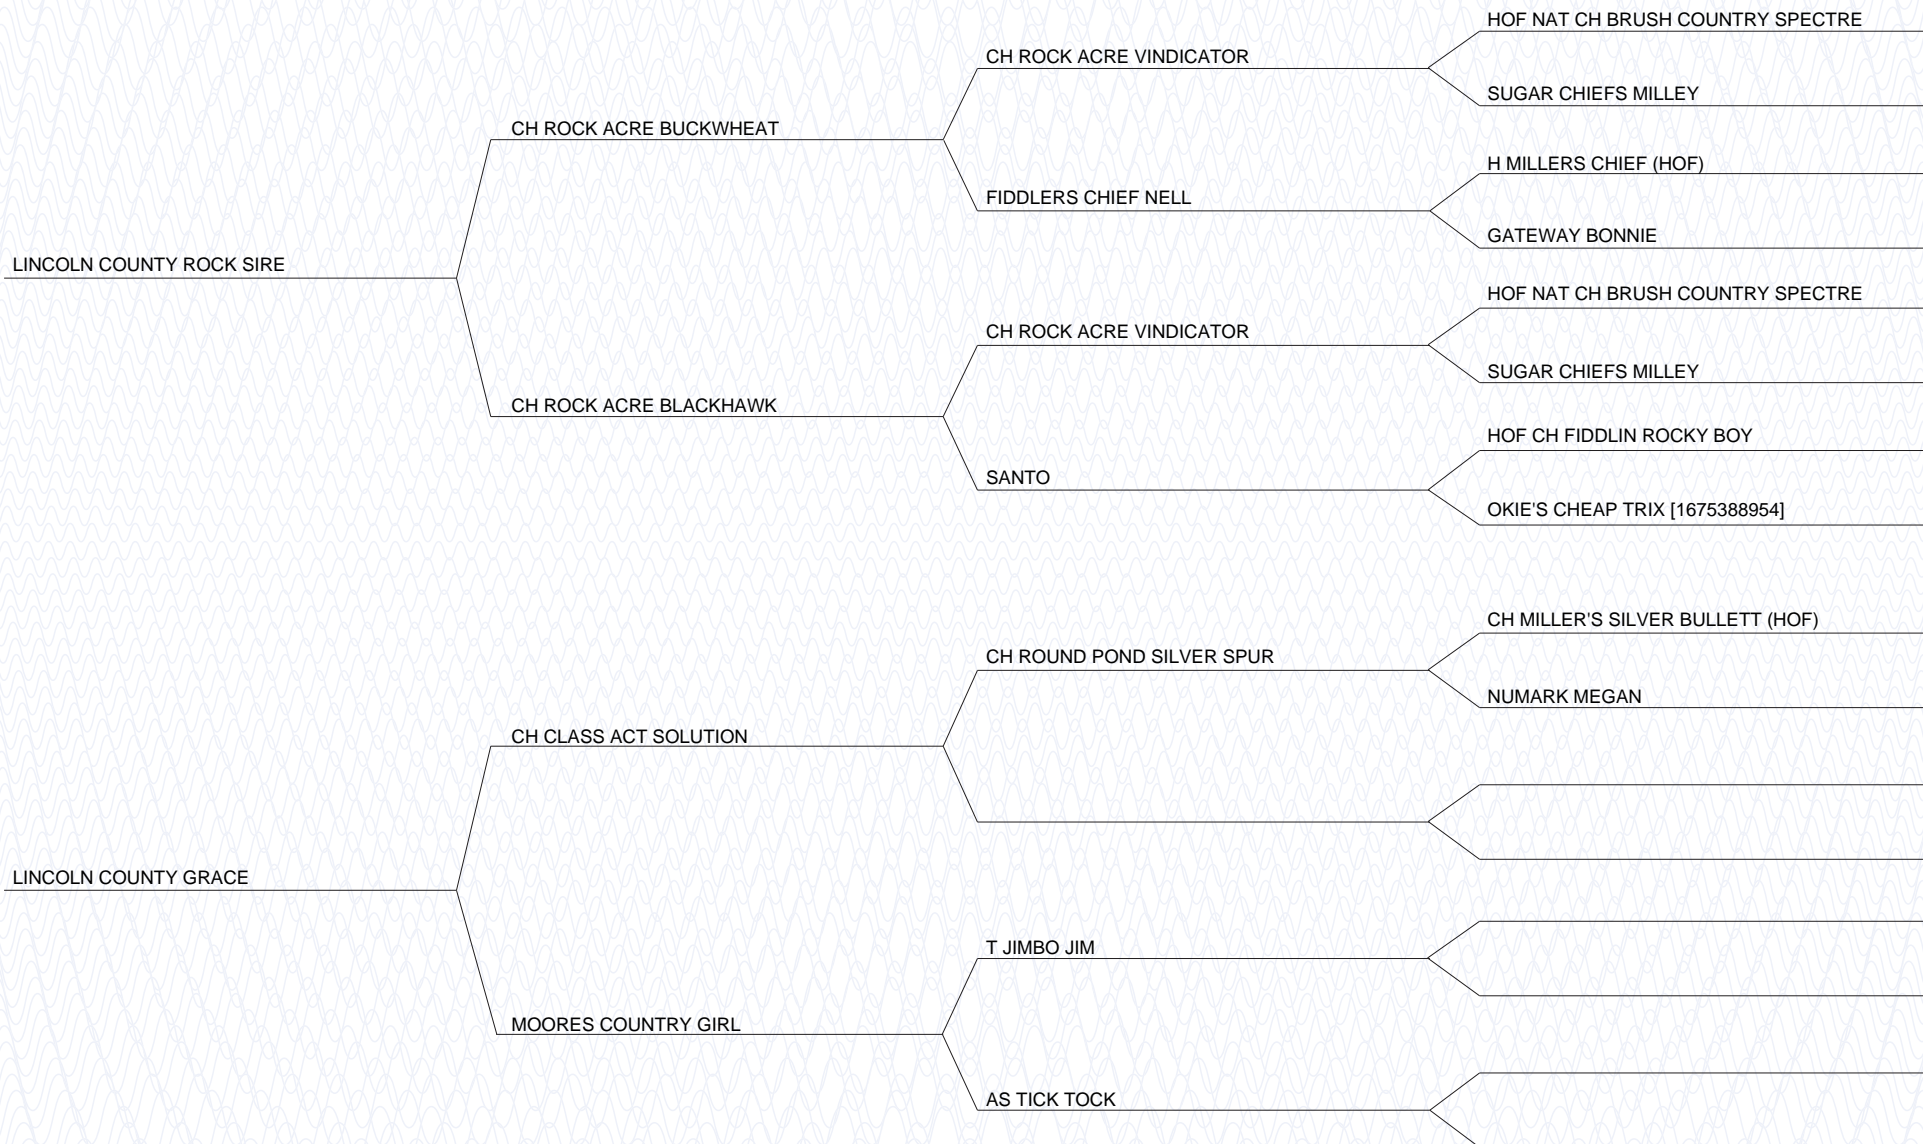 HOF NAT CH BRUSH COUNTRY SPECTRE
CH ROCK ACRE VINDICATOR
SUGAR CHIEFS MILLEY
CH ROCK ACRE BUCKWHEAT
H MILLERS CHIEF (HOF)
FIDDLERS CHIEF NELL
GATEWAY BONNIE
LINCOLN COUNTY ROCK SIRE
HOF NAT CH BRUSH COUNTRY SPECTRE
CH ROCK ACRE VINDICATOR
SUGAR CHIEFS MILLEY
CH ROCK ACRE BLACKHAWK
HOF CH FIDDLIN ROCKY BOY
SANTO
OKIE'S CHEAP TRIX [1675388954]
CH MILLER'S SILVER BULLETT (HOF)
CH ROUND POND SILVER SPUR
NUMARK MEGAN
CH CLASS ACT SOLUTION
LINCOLN COUNTY GRACE
T JIMBO JIM
MOORES COUNTRY GIRL
AS TICK TOCK